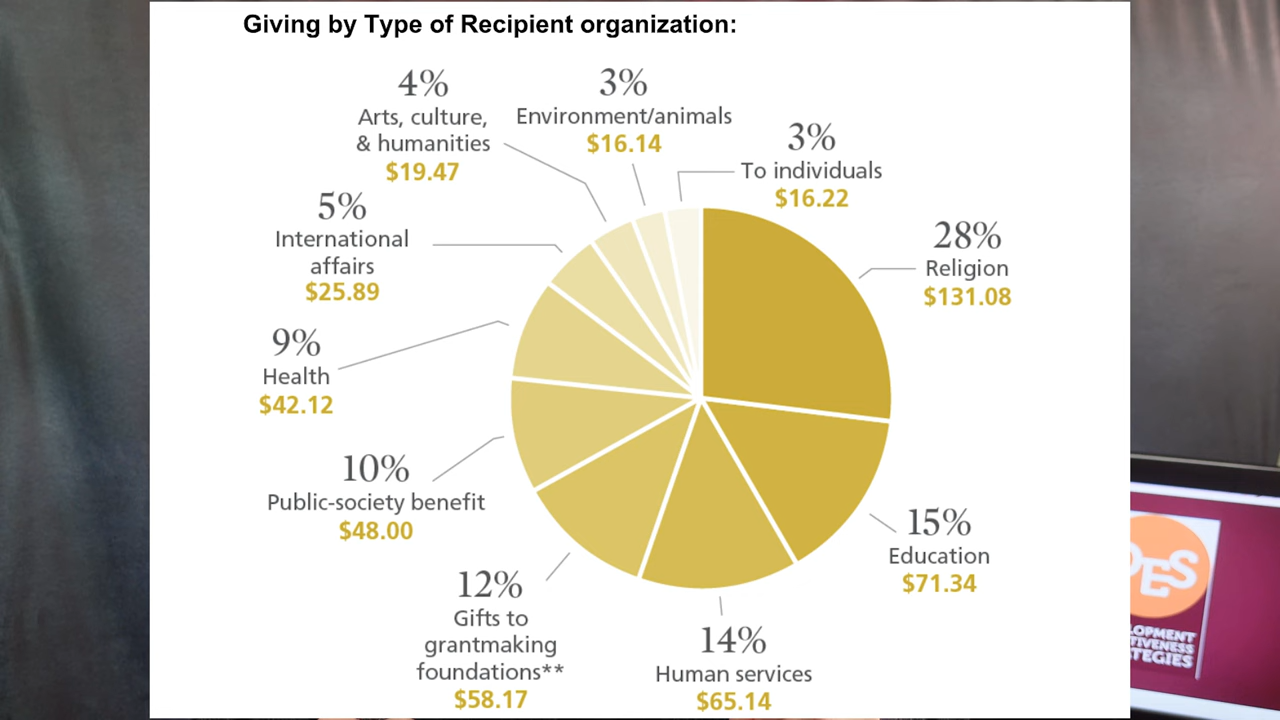 Giving by Type of Recipient organization:
4%
Arts, culture,
& humanities
$19.47
3%
Environment/animals
$16.14
3%
To individuals
$16.22
28%
Religion
$131.08
5%
International
affairs
$25.89
9%
Health
$42.12
10%
Public-society benefit
$48.00
12%
Gifts to
grantmaking
foundations**
$58.17
14%
Human services
$65.14
15%
Education
$71.34
DES
LOPMENT
TIVENESS
TEGIES